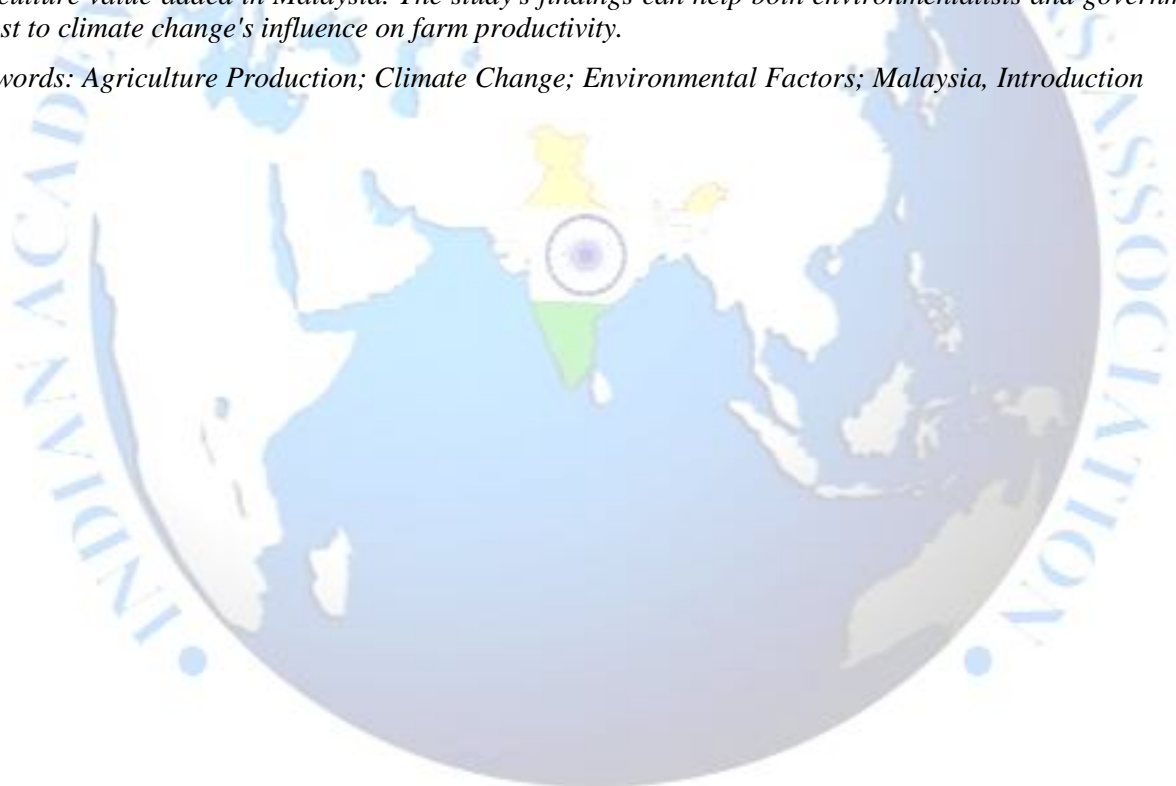 culture value added in Malaysia. The study's findings can help both environmentalists and govern
st to climate change's influence on farm productivity.
words: Agriculture Production; Climate Change; Environmental Factors; Malaysia, Introduction
INDIAN ACAD
S ASSOCIATION